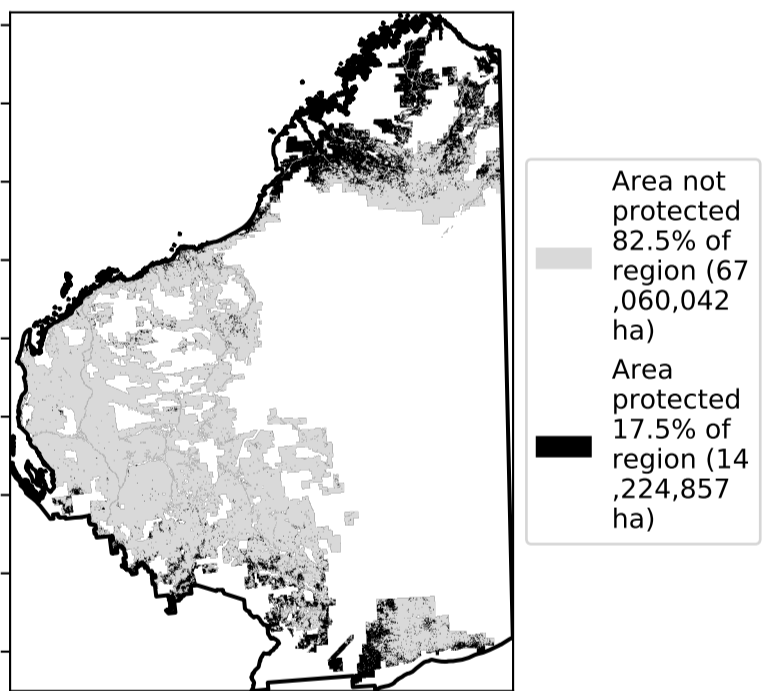 Area not
protected
82.5% of
region (67
,060,042
ha)
Area
protected
17.5% of
region (14
,224,857
ha)